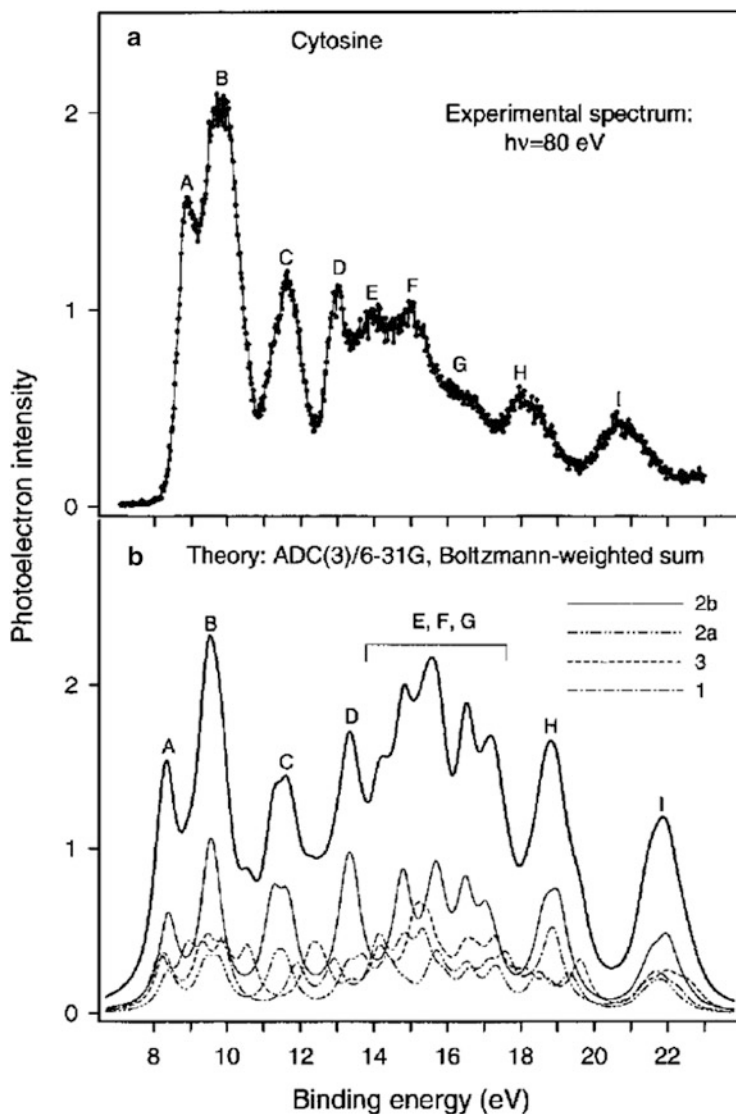 a
Cytosine
B
Experimental spectrum:
hν=80 eV
A
C
D
E
F
G
H
I
2
1
0
Photoelectron intensity
b Theory: ADC(3)/6-31G, Boltzmann-weighted sum
2b
2a
3
1
E, F, G
B
A
C
D
H
I
2
1
0
8 10 12 14 16 18 20 22
Binding energy (eV)